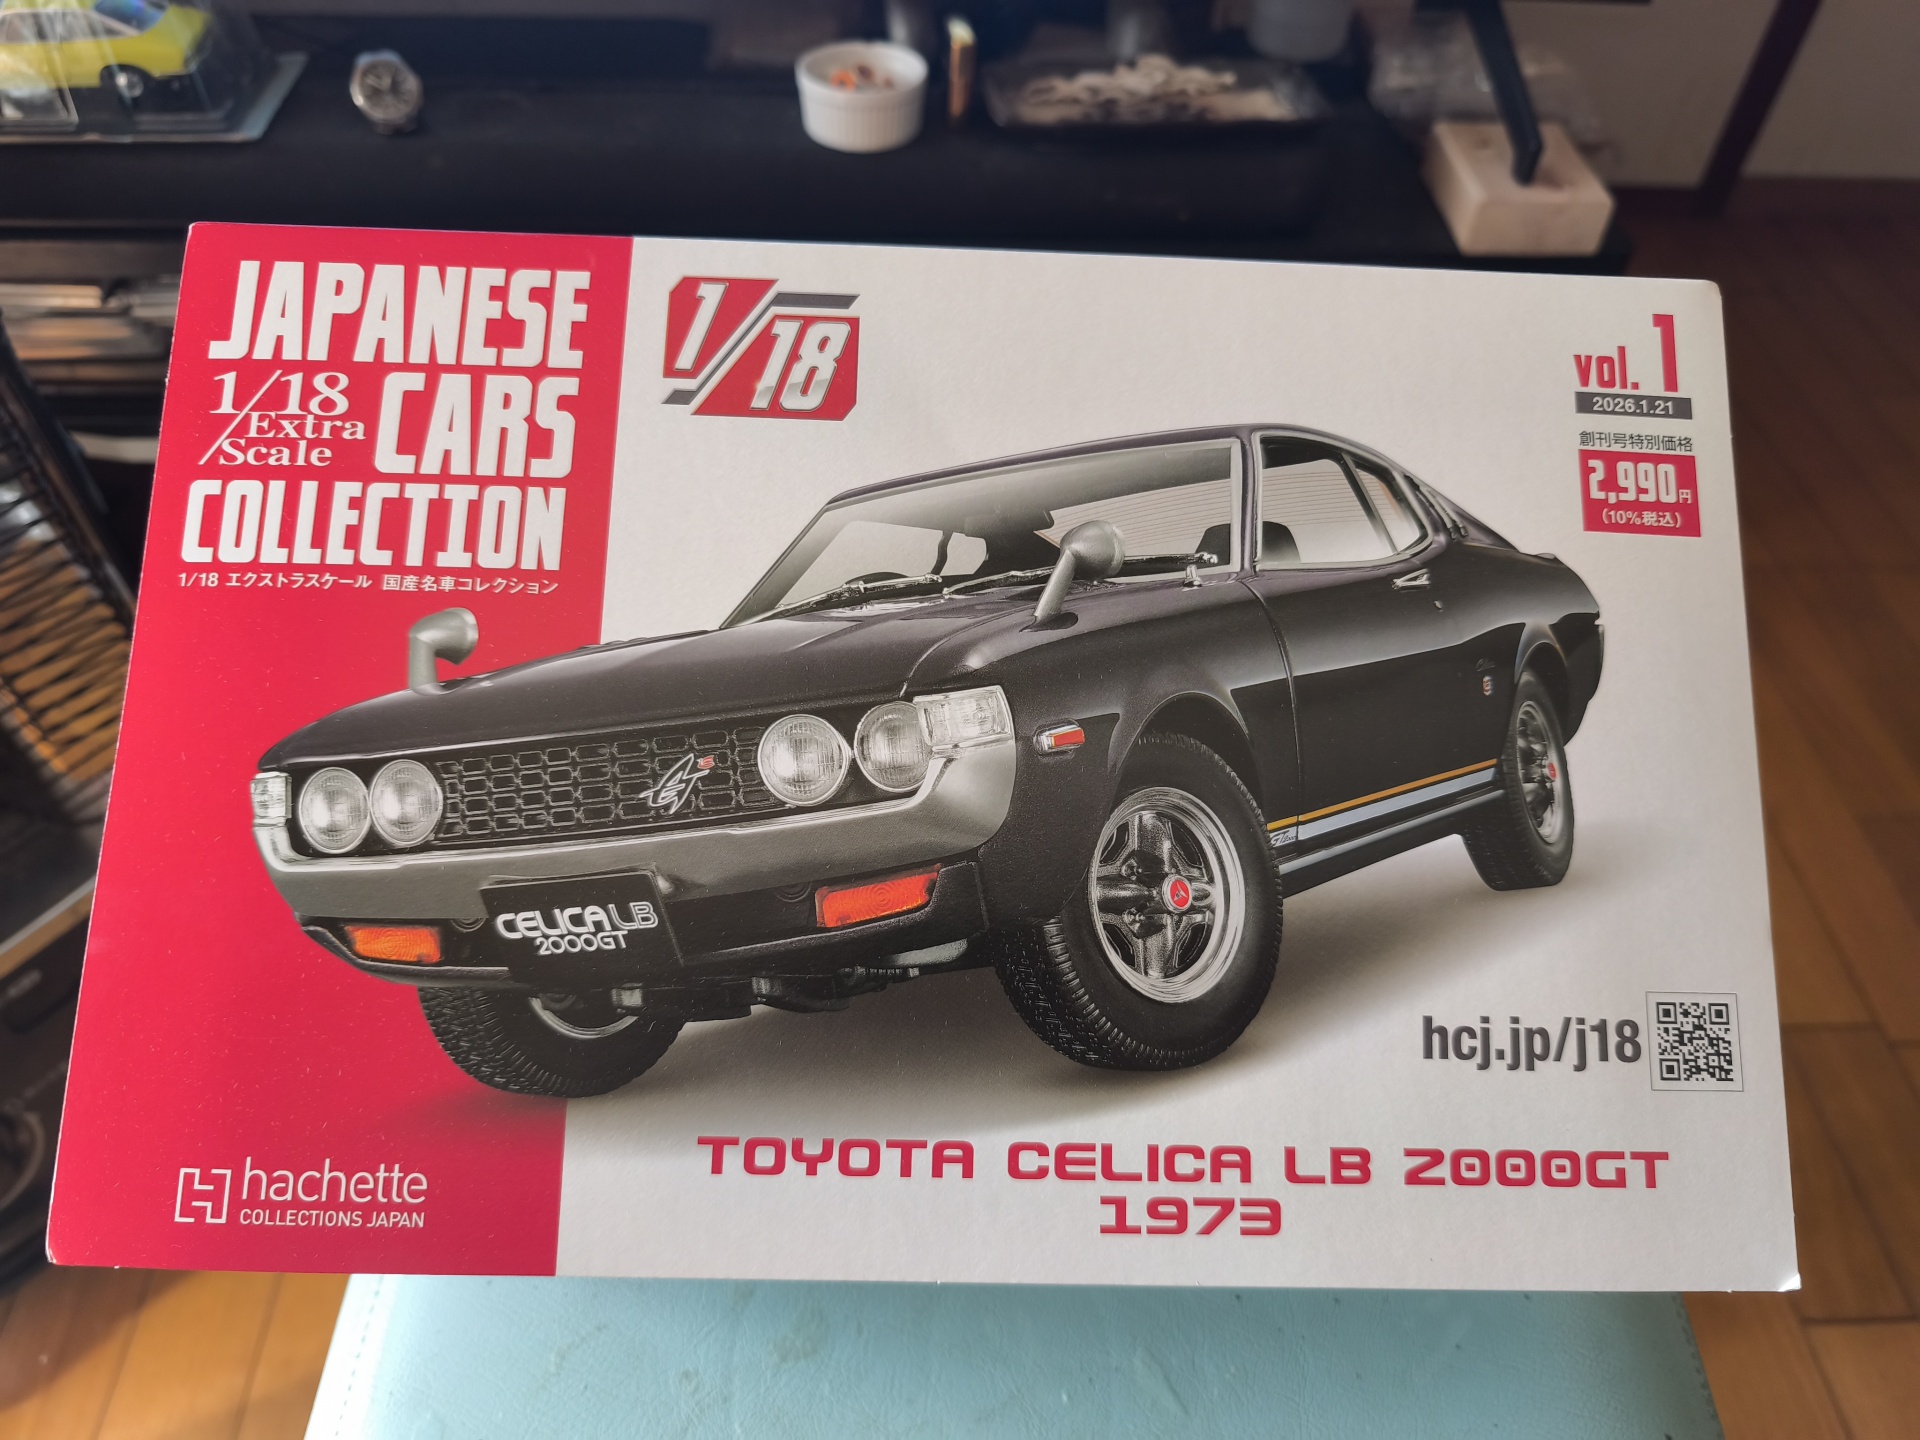 JAPANESE
1/18 Extra Scale
CARS
COLLECTION
1/18 エクストラスケール 国産名車コレクション
1/18
vol.1
2026.1.21
創刊号特別価格
2,990円
(10%税込)
CELICA LB
2000GT
hcj.jp/j18
TOYOTA CELICA LB 2000GT
1973
hachette
COLLECTIONS JAPAN